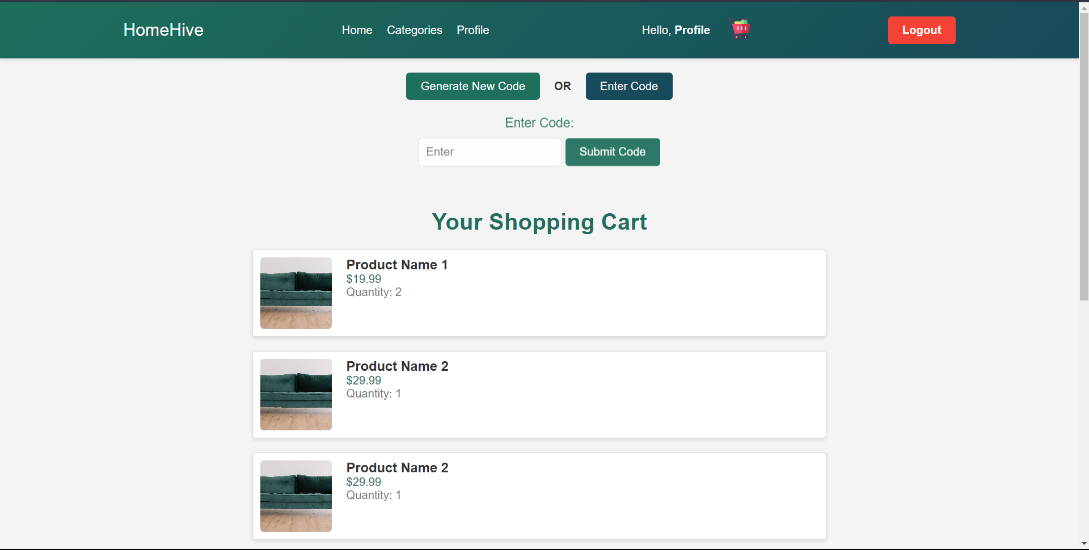 HomeHive Home Categories Profile Hello, Profile Logout
Generate New Code OR Enter Code
Enter Code:
Enter Submit Code
Your Shopping Cart
Product Name 1
$19.99
Quantity: 2
Product Name 2
$29.99
Quantity: 1
Product Name 2
$29.99
Quantity: 1